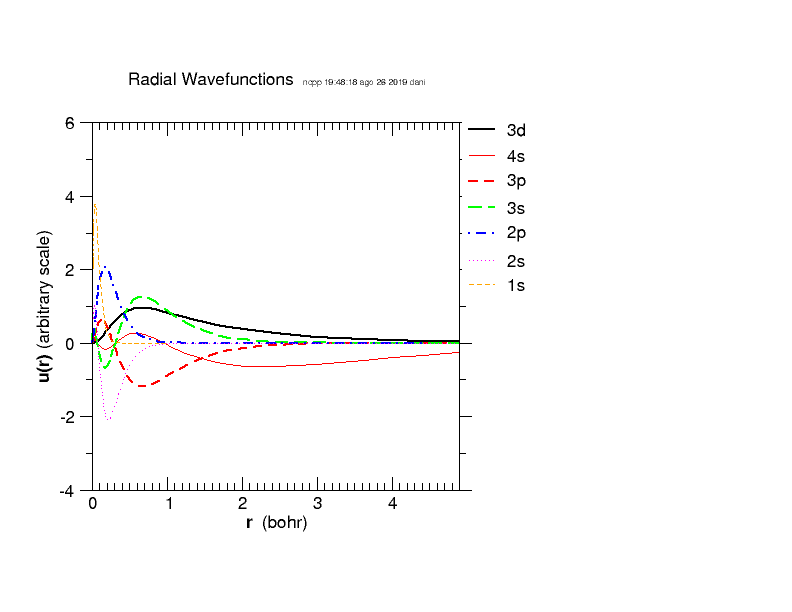 Radial Wavefunctions ncpp 19:48:18 ago 26 2019 dani
6
4
2
0
-2
-4
0 1 2 3 4
u(r) (arbitrary scale)
r (bohr)
3d
4s
3p
3s
2p
2s
1s